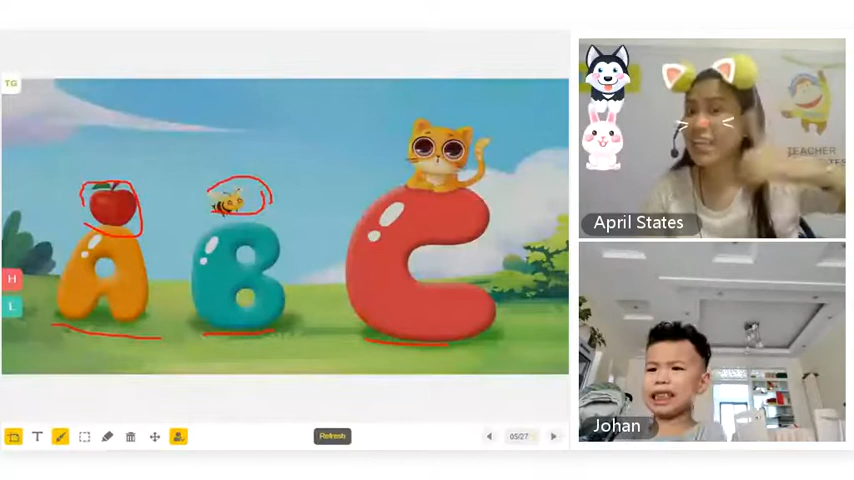 TG
A B C
H
L
T
Refresh
05/27
TEACHER
April States
Johan